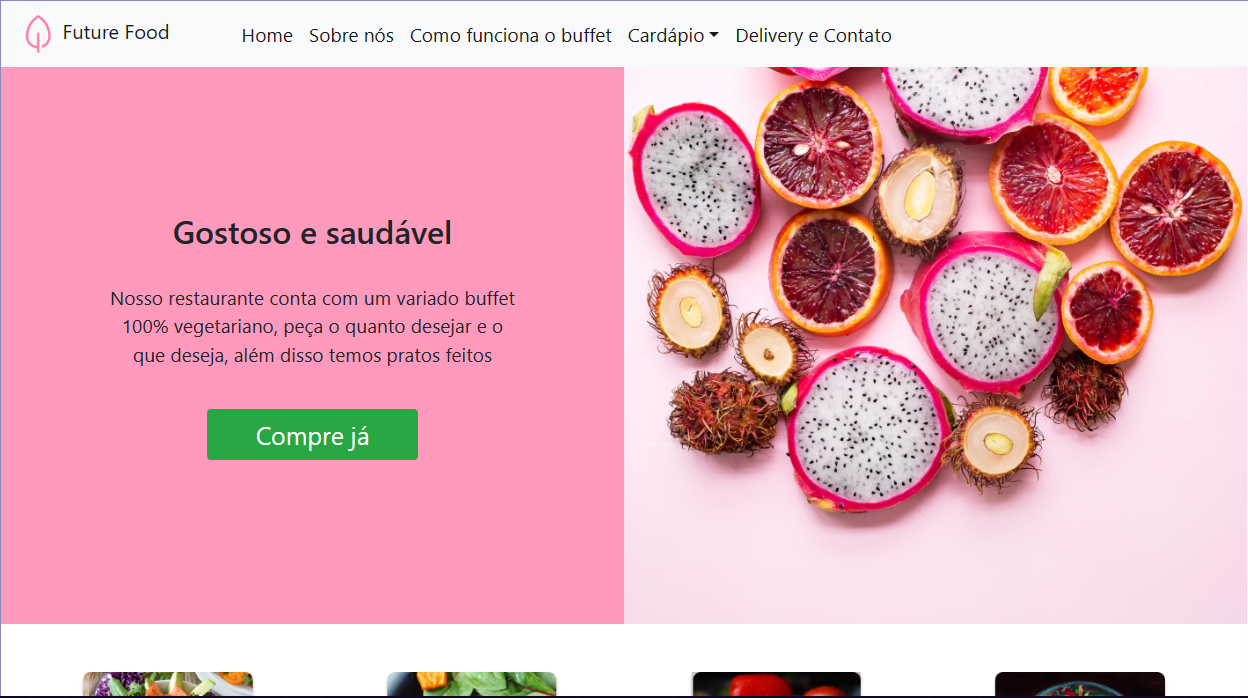 Future Food
Home Sobre nós Como funciona o buffet Cardápio Delivery e Contato
Gostoso e saudável
Nosso restaurante conta com um variado buffet
100% vegetariano, peça o quanto desejar e o
que deseja, além disso temos pratos feitos
Compre já